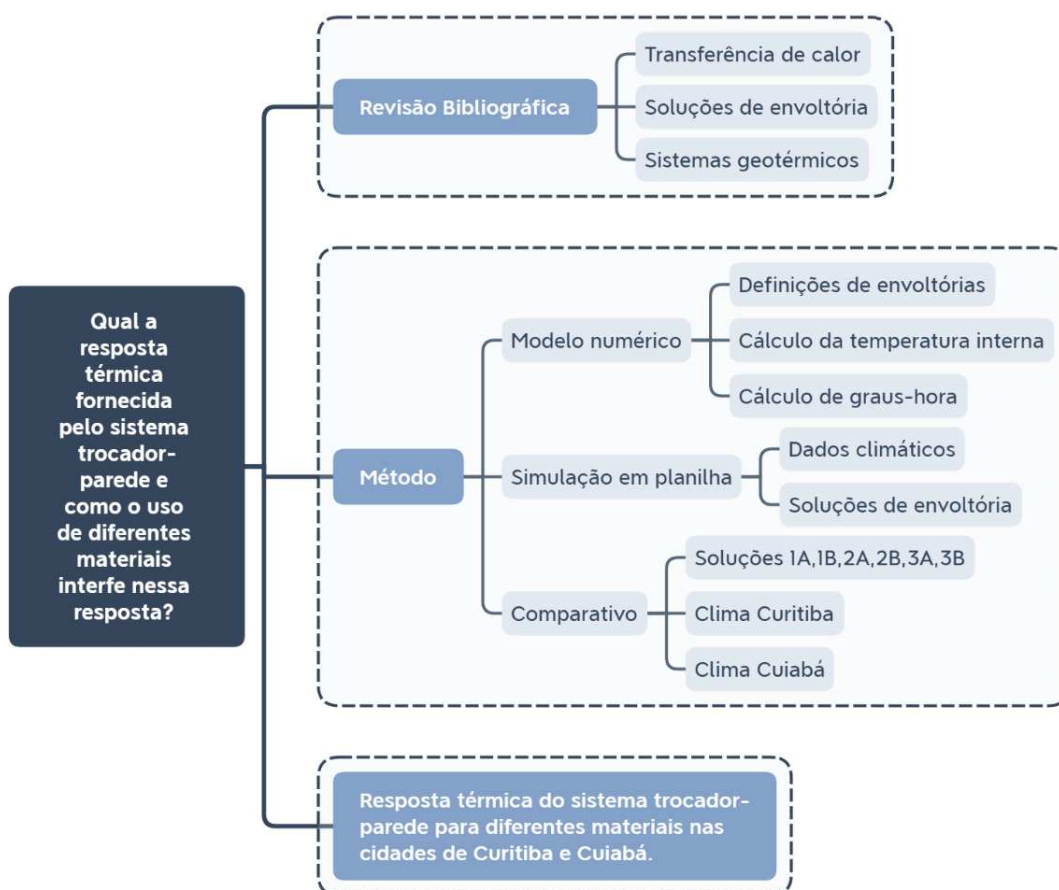 Qual a
resposta
térmica
fornecida
pelo sistema
trocador-
parede e
como o uso
de diferentes
materiais
interfe nessa
resposta?
Revisão Bibliográfica
Transferência de calor
Soluções de envoltória
Sistemas geotérmicos
Método
Modelo numérico
Definições de envoltórias
Cálculo da temperatura interna
Cálculo de graus-hora
Simulação em planilha
Dados climáticos
Soluções de envoltória
Comparativo
Soluções 1A,1B,2A,2B,3A,3B
Clima Curitiba
Clima Cuiabá
Resposta térmica do sistema trocador-
parede para diferentes materiais nas
cidades de Curitiba e Cuiabá.